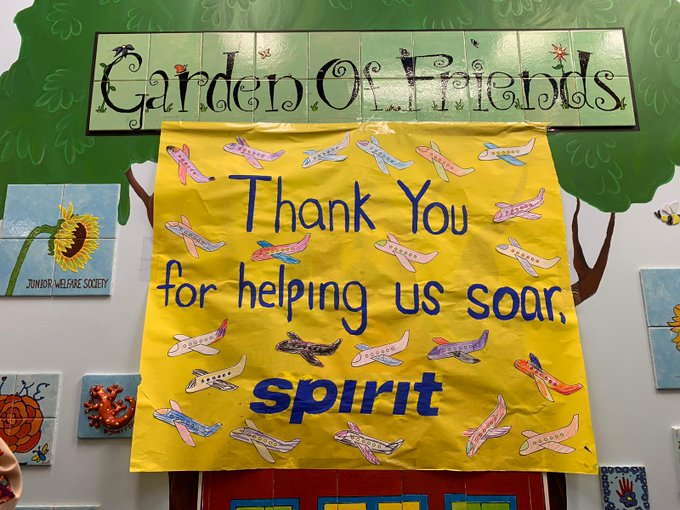 Garden Of Friends
Thank You
for helping us soar,
spirit
JUNIOR WELFARE SOCIETY